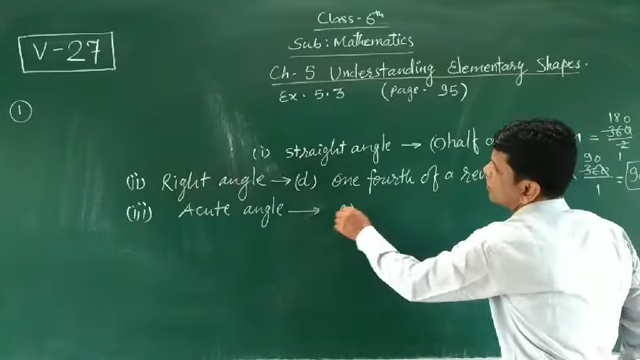 Class-6th
Sub: Mathematics
V-27
Ch-5 Understanding Elementary Shapes.
Ex. 5.3 (page- 95)
①
(i) straight angle → (c) half
(ii) Right angle → (d) One fourth of a
(iii) Acute angle →
180
360
2
90
360
1